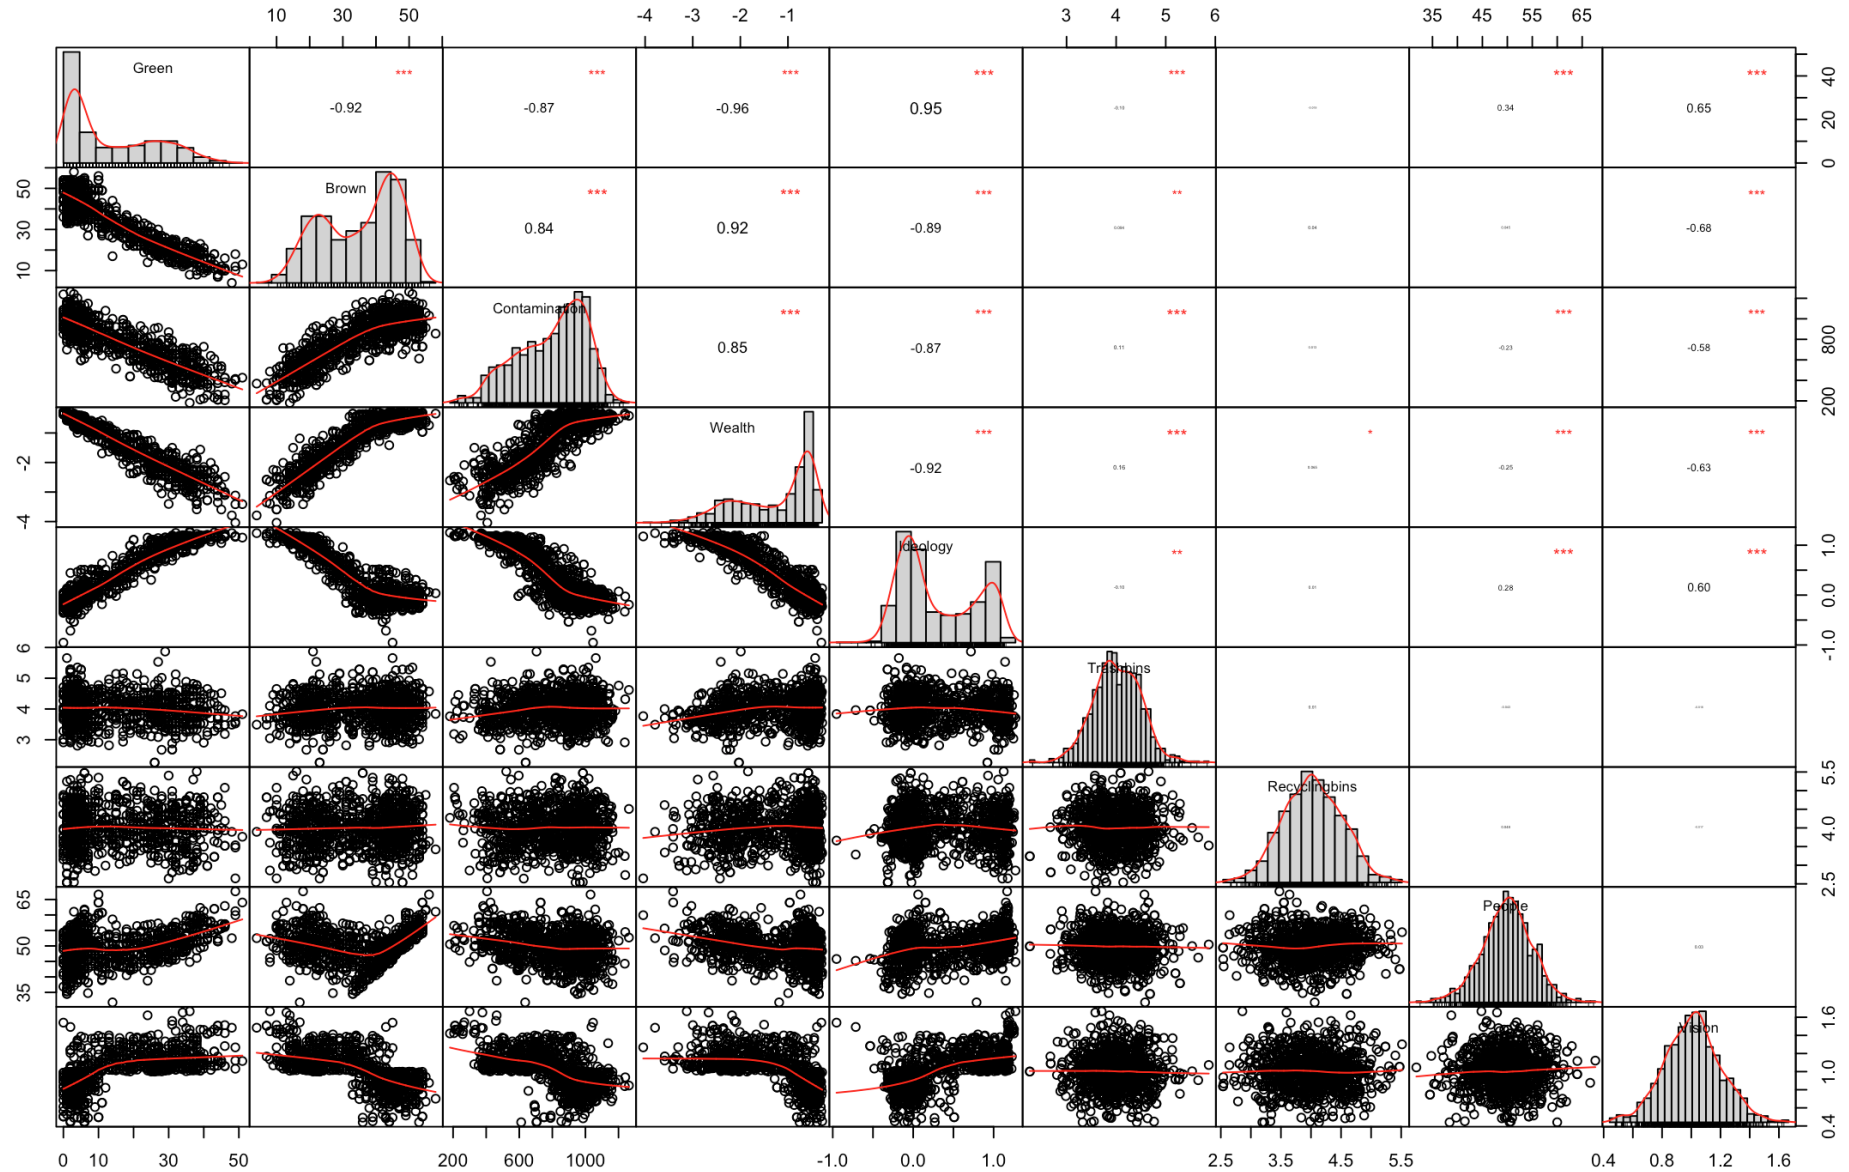 10 30 50 -4 -3 -2 -1 3 4 5 6 35 45 55 65
Green *** *** *** *** *** *** ***
-0.92 -0.87 -0.96 0.95 0.34 0.65
0 20 40
Brown *** *** *** ** ***
0.84 0.92 -0.89 -0.68
10 30 50
Contamination *** *** *** *** ***
0.85 -0.87 0.11 -0.23 -0.58
200 800
Wealth *** *** * *** ***
-0.92 0.16 -0.25 -0.63
-4 -2
Ideology ** *** ***
0.28 0.60
-1.0 0.0 1.0
Trashbins
3 4 5 6
Recyclingbins
2.5 4.0 5.5
People
0.03
35 50 65
Vision
0.4 1.0 1.6
0 10 30 50 200 600 1000 -1.0 0.0 1.0 2.5 3.5 4.5 5.5 0.4 0.8 1.2 1.6